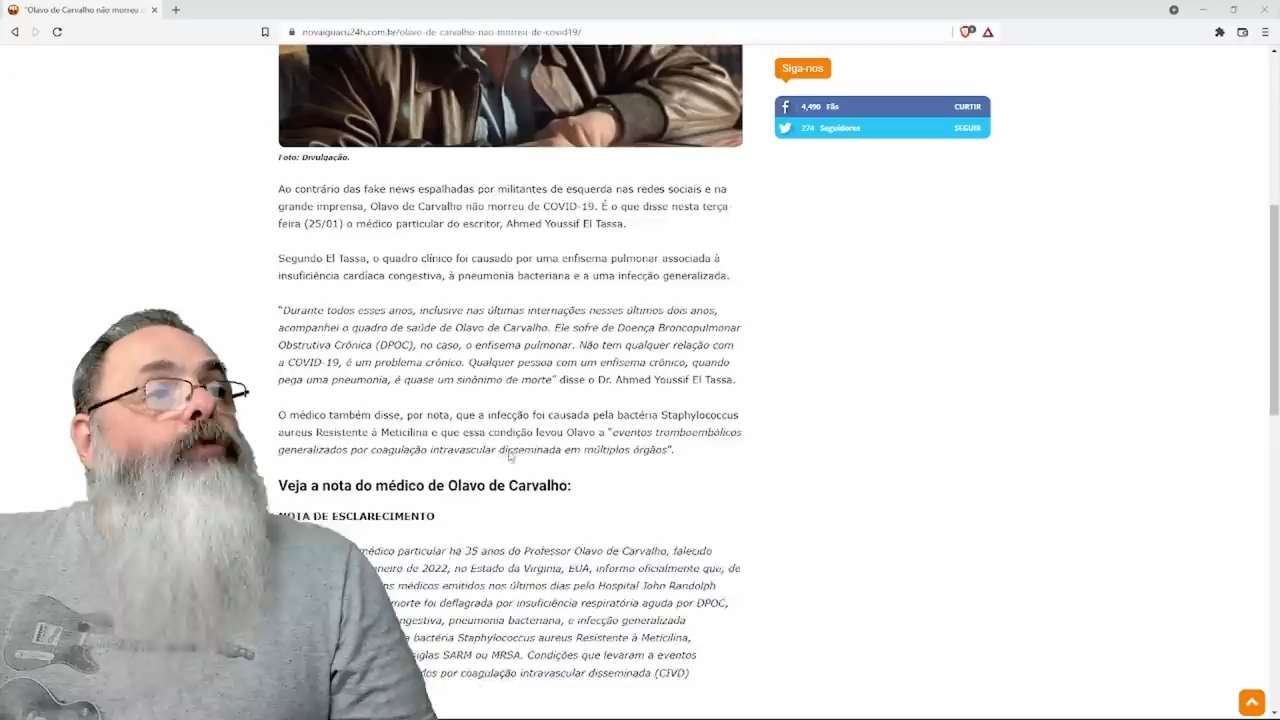 "Olavo de Carvalho não morreu d
novaiguacu24h.com.br/olavo-de-carvalho-nao-morreu-de-covid19/
Siga-nos
4,490 Fãs CURTIR
274 Seguidores SEGUIR
Foto: Divulgação.
Ao contrário das fake news espalhadas por militantes de esquerda nas redes sociais e na
grande imprensa, Olavo de Carvalho não morreu de COVID-19. É o que disse nesta terça-
feira (25/01) o médico particular do escritor, Ahmed Youssif El Tassa.
Segundo El Tassa, o quadro clínico foi causado por uma enfisema pulmonar associada à
insuficiência cardíaca congestiva, à pneumonia bacteriana e a uma infecção generalizada.
"Durante todos esses anos, inclusive nas últimas internações nesses últimos dois anos,
acompanhei o quadro de saúde de Olavo de Carvalho. Ele sofre de Doença Broncopulmonar
Obstrutiva Crônica (DPOC), no caso, o enfisema pulmonar. Não tem qualquer relação com
a COVID-19, é um problema crônico. Qualquer pessoa com um enfisema crônico, quando
pega uma pneumonia, é quase um sinônimo de morte" disse o Dr. Ahmed Youssif El Tassa.
O médico também disse, por nota, que a infecção foi causada pela bactéria Staphylococcus
aureus Resistente à Meticilina e que essa condição levou Olavo a "eventos tromboembólicos
generalizados por coagulação intravascular disseminada em múltiplos órgãos".
Veja a nota do médico de Olavo de Carvalho:
NOTA DE ESCLARECIMENTO
médico particular há 35 anos do Professor Olavo de Carvalho, falecido
de 2022, no Estado da Virgínia, EUA, informo oficialmente que, de
médicos emitidos nos últimos dias pelo Hospital John Randolph
morte foi deflagrada por insuficiência respiratória aguda por DPOC,
pneumonia bacteriana, e infecção generalizada
a bactéria Staphylococcus aureus Resistente à Meticilina,
siglas SARM ou MRSA. Condições que levaram a eventos
por coagulação intravascular disseminada (CIVD)